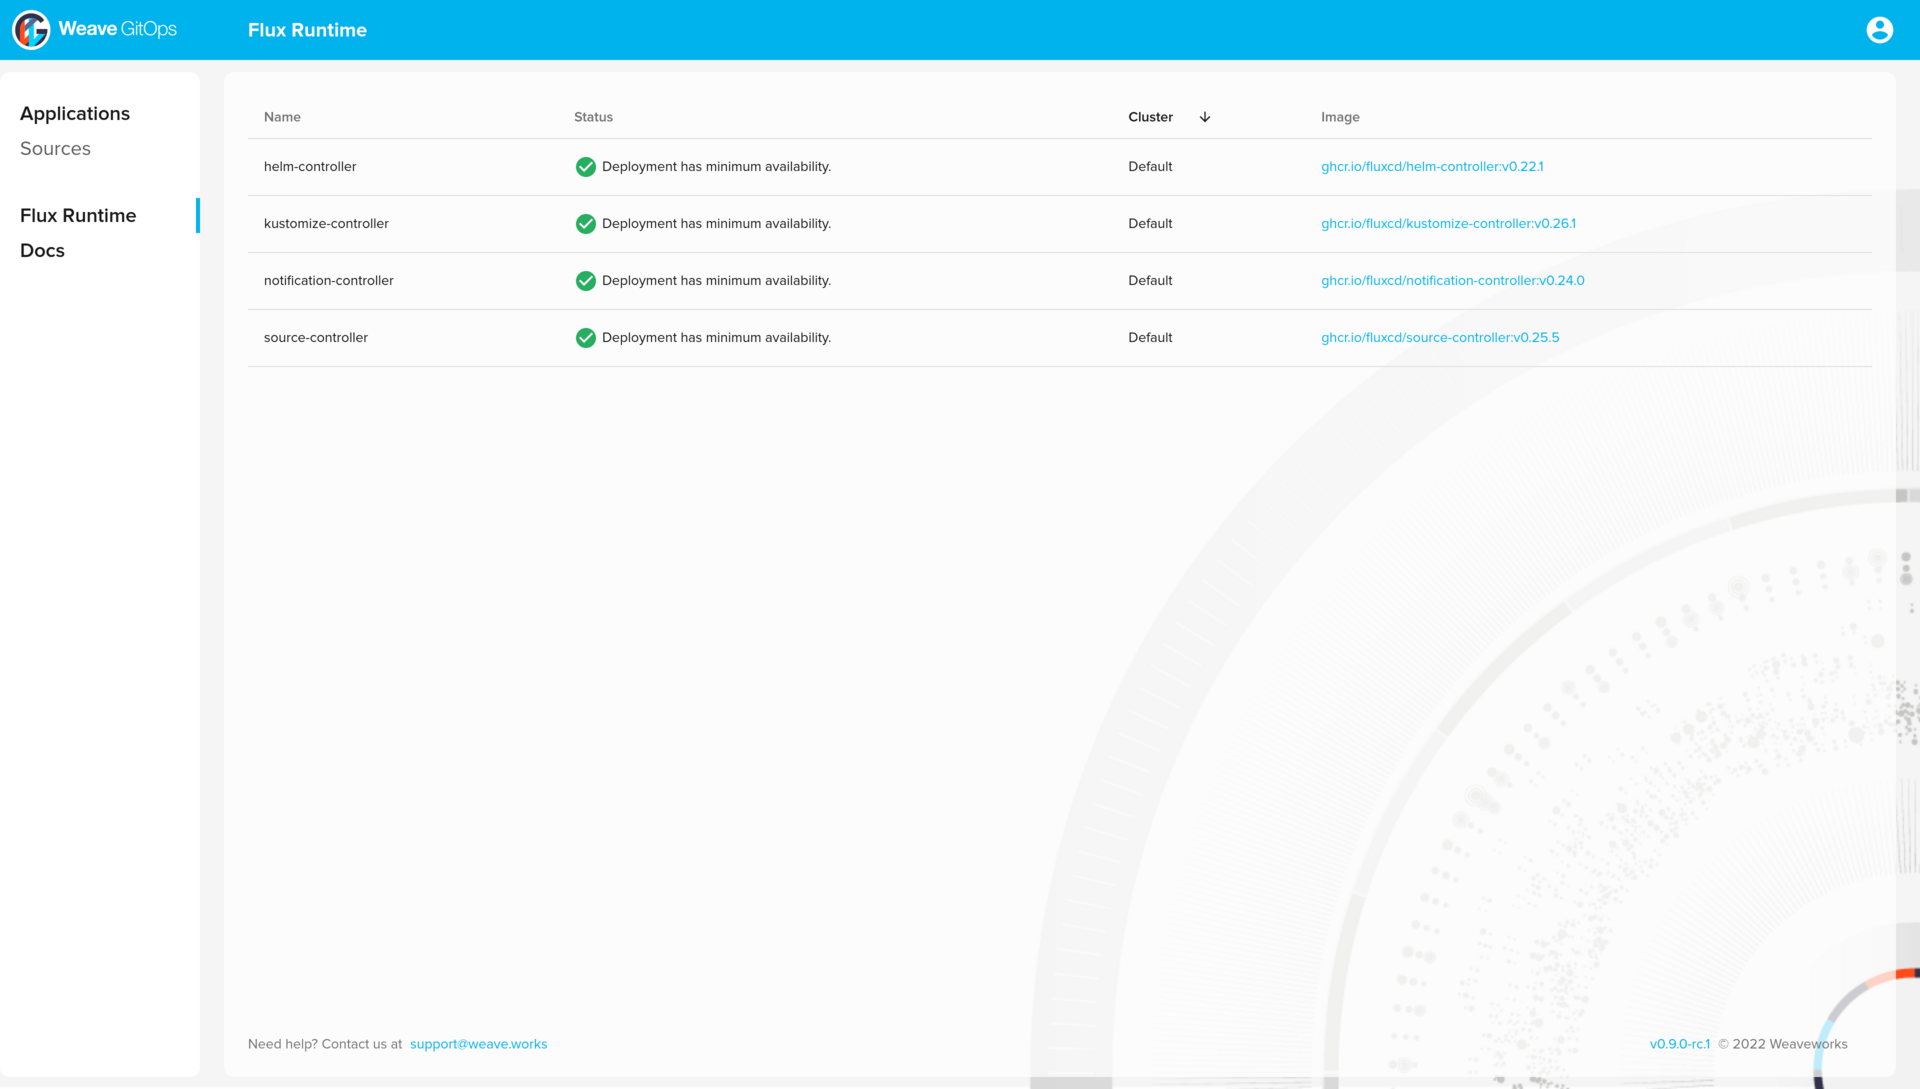 Weave GitOps
Flux Runtime
Applications
Sources
Flux Runtime
Docs
Name Status Cluster Image
helm-controller Deployment has minimum availability. Default ghcr.io/fluxcd/helm-controller:v0.22.1
kustomize-controller Deployment has minimum availability. Default ghcr.io/fluxcd/kustomize-controller:v0.26.1
notification-controller Deployment has minimum availability. Default ghcr.io/fluxcd/notification-controller:v0.24.0
source-controller Deployment has minimum availability. Default ghcr.io/fluxcd/source-controller:v0.25.5
Need help? Contact us at support@weave.works
v0.9.0-rc.1 © 2022 Weaveworks